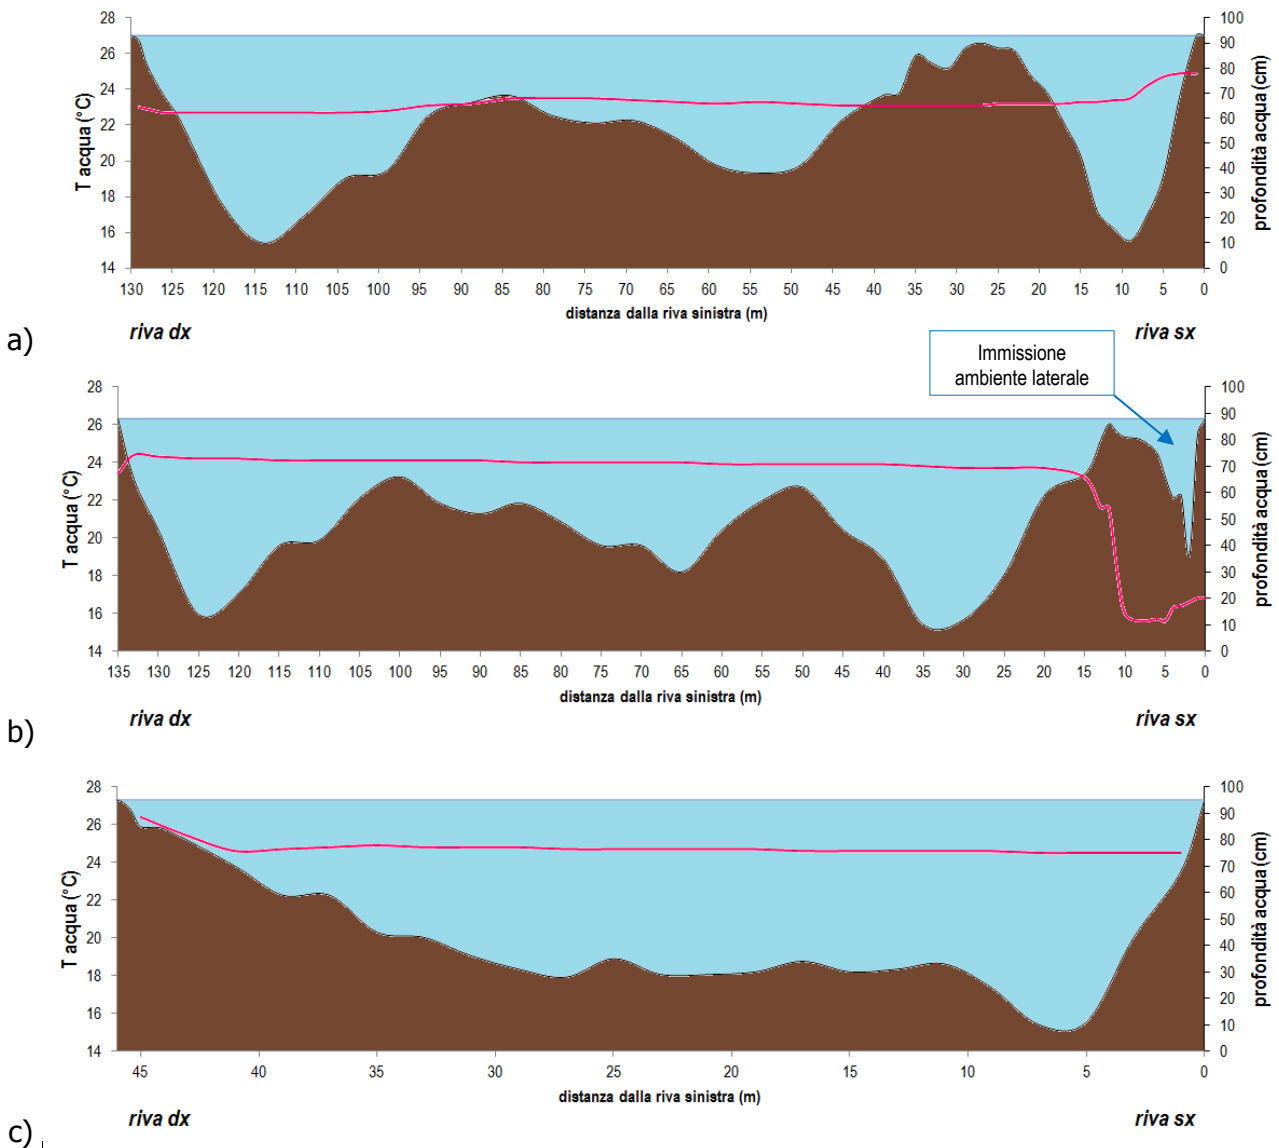 28
26
24
22
20
18
16
14
T acqua (°C)
100
90
80
70
60
50
40
30
20
10
0
profondità acqua (cm)
130 125 120 115 110 105 100 95 90 85 80 75 70 65 60 55 50 45 40 35 30 25 20 15 10 5 0
distanza dalla riva sinistra (m)
riva dx
riva sx
a)
Immissione
ambiente laterale
28
26
24
22
20
18
16
14
T acqua (°C)
100
90
80
70
60
50
40
30
20
10
0
profondità acqua (cm)
135 130 125 120 115 110 105 100 95 90 85 80 75 70 65 60 55 50 45 40 35 30 25 20 15 10 5 0
distanza dalla riva sinistra (m)
riva dx
riva sx
b)
28
26
24
22
20
18
16
14
T acqua (°C)
100
90
80
70
60
50
40
30
20
10
0
profondità acqua (cm)
45 40 35 30 25 20 15 10 5 0
distanza dalla riva sinistra (m)
riva dx
riva sx
c)